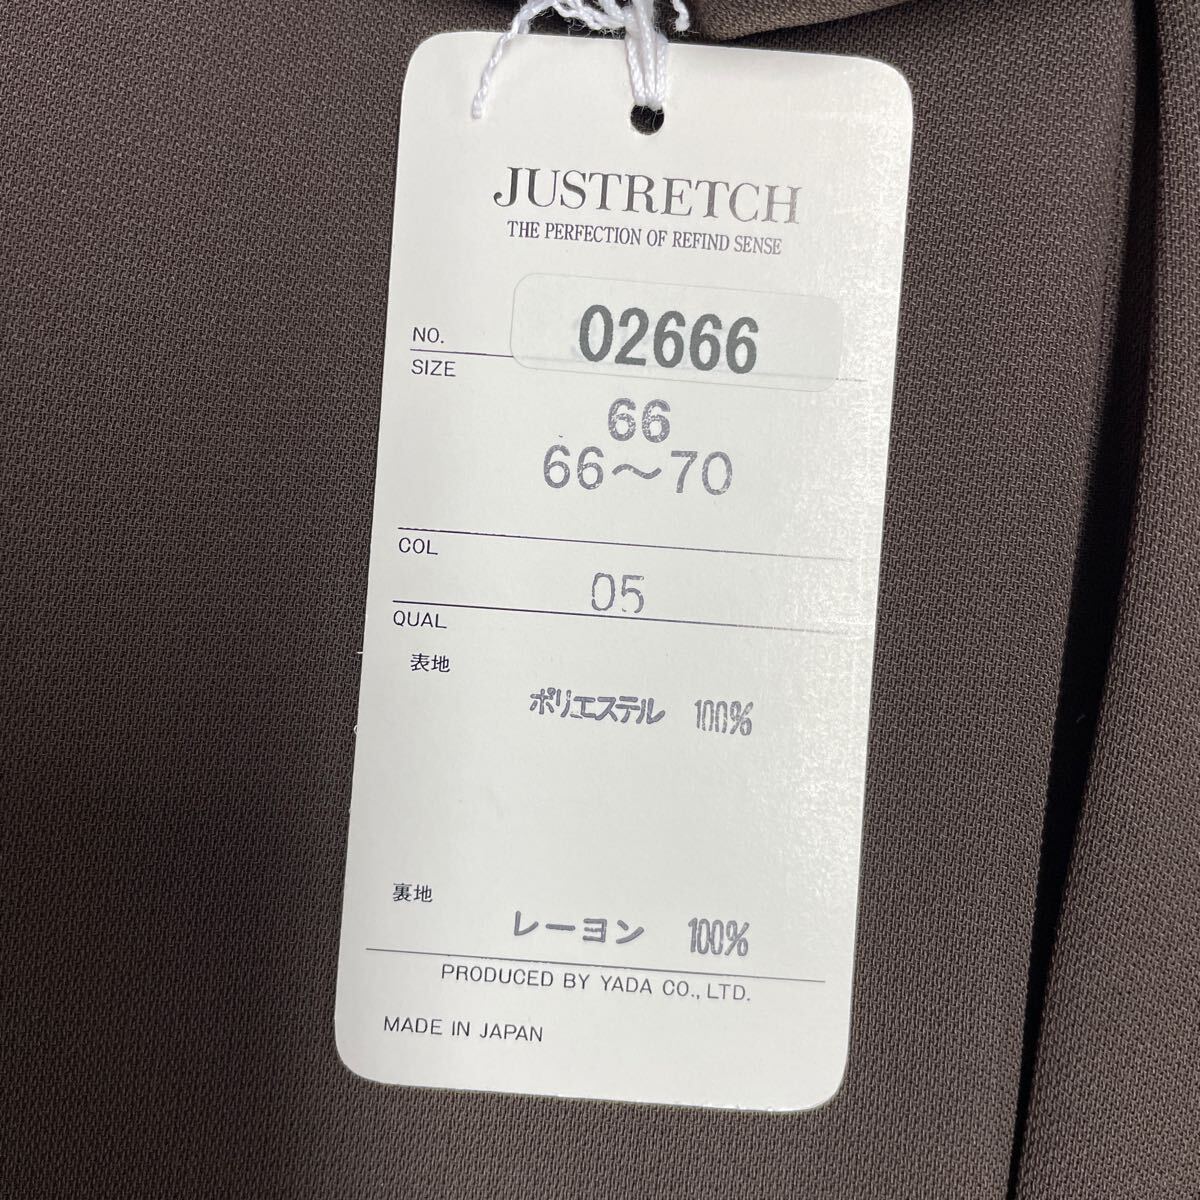 JUSTRETCH
THE PERFECTION OF REFIND SENSE
NO. 02666
SIZE
66
66〜70
COL
05
QUAL
表地
ポリエステル 100%
裏地
レーヨン 100%
PRODUCED BY YADA CO., LTD.
MADE IN JAPAN